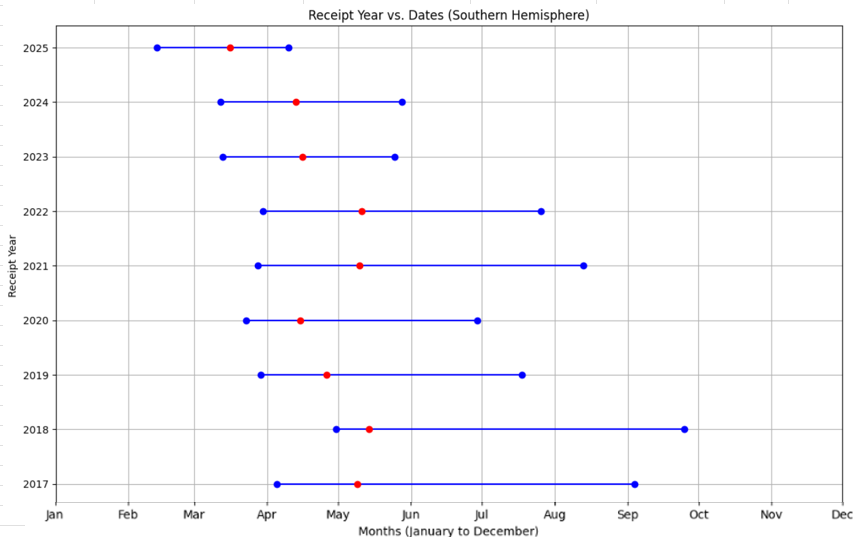 Receipt Year vs. Dates (Southern Hemisphere)
2025
2024
2023
2022
2021
2020
2019
2018
2017
Receipt Year
Jan Feb Mar Apr May Jun Jul Aug Sep Oct Nov Dec
Months (January to December)